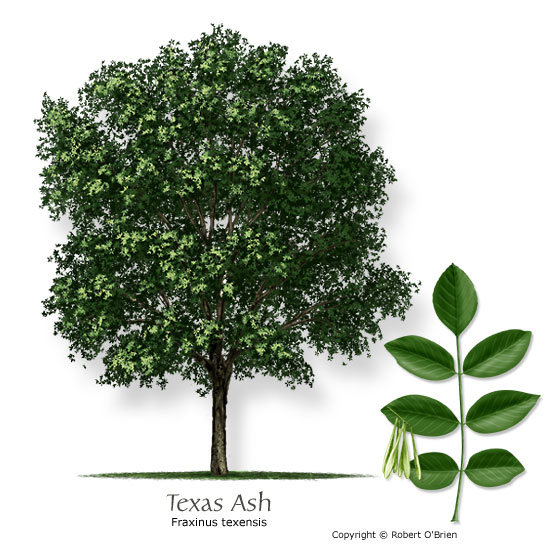 Texas Ash
Fraxinus texensis
Copyright © Robert O'Brien